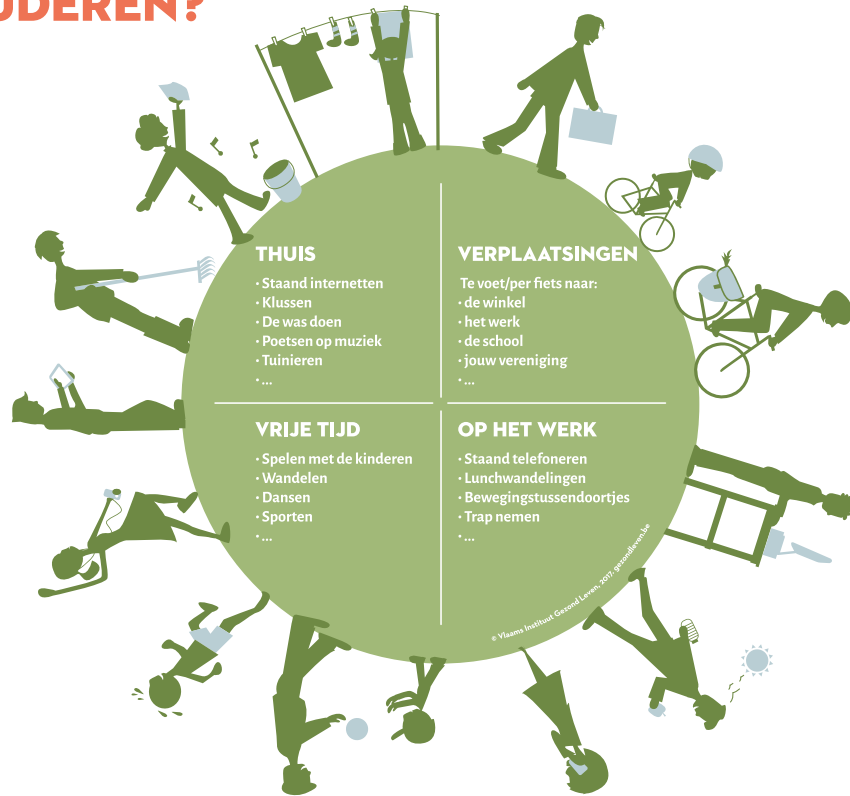 UDEREN?
THUIS
· Staand internetten
· Klussen
· De was doen
· Poetsen op muziek
· Tuinieren
· ...
VERPLAATSINGEN
Te voet/per fiets naar:
· de winkel
· het werk
· de school
· jouw vereniging
· ...
VRIJE TIJD
· Spelen met de kinderen
· Wandelen
· Dansen
· Sporten
· ...
OP HET WERK
· Staand telefoneren
· Lunchwandelingen
· Bewegingstussendoortjes
· Trap nemen
· ...
© Vlaams Instituut Gezond Leven, 2017, gezondleven.be